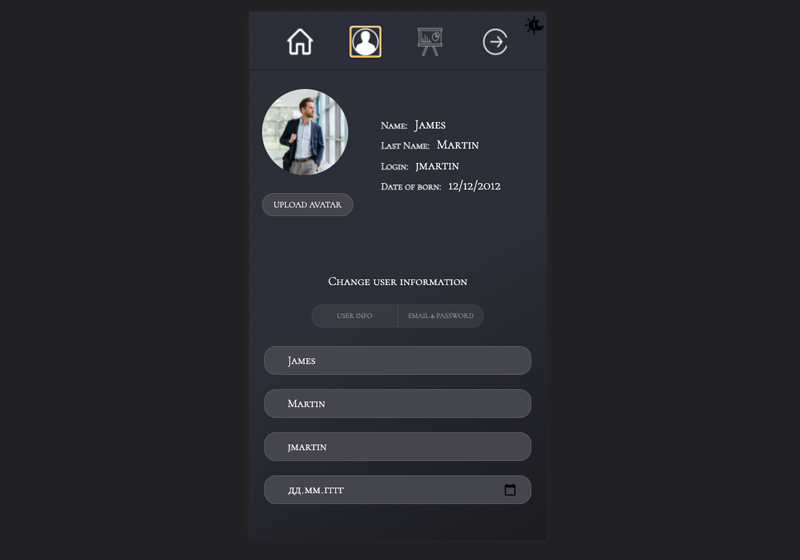 Name: James
Last Name: Martin
Login: jmartin
Date of born: 12/12/2012
UPLOAD AVATAR
Change user information
USER INFO EMAIL & PASSWORD
James
Martin
jmartin
дд.мм.гггг